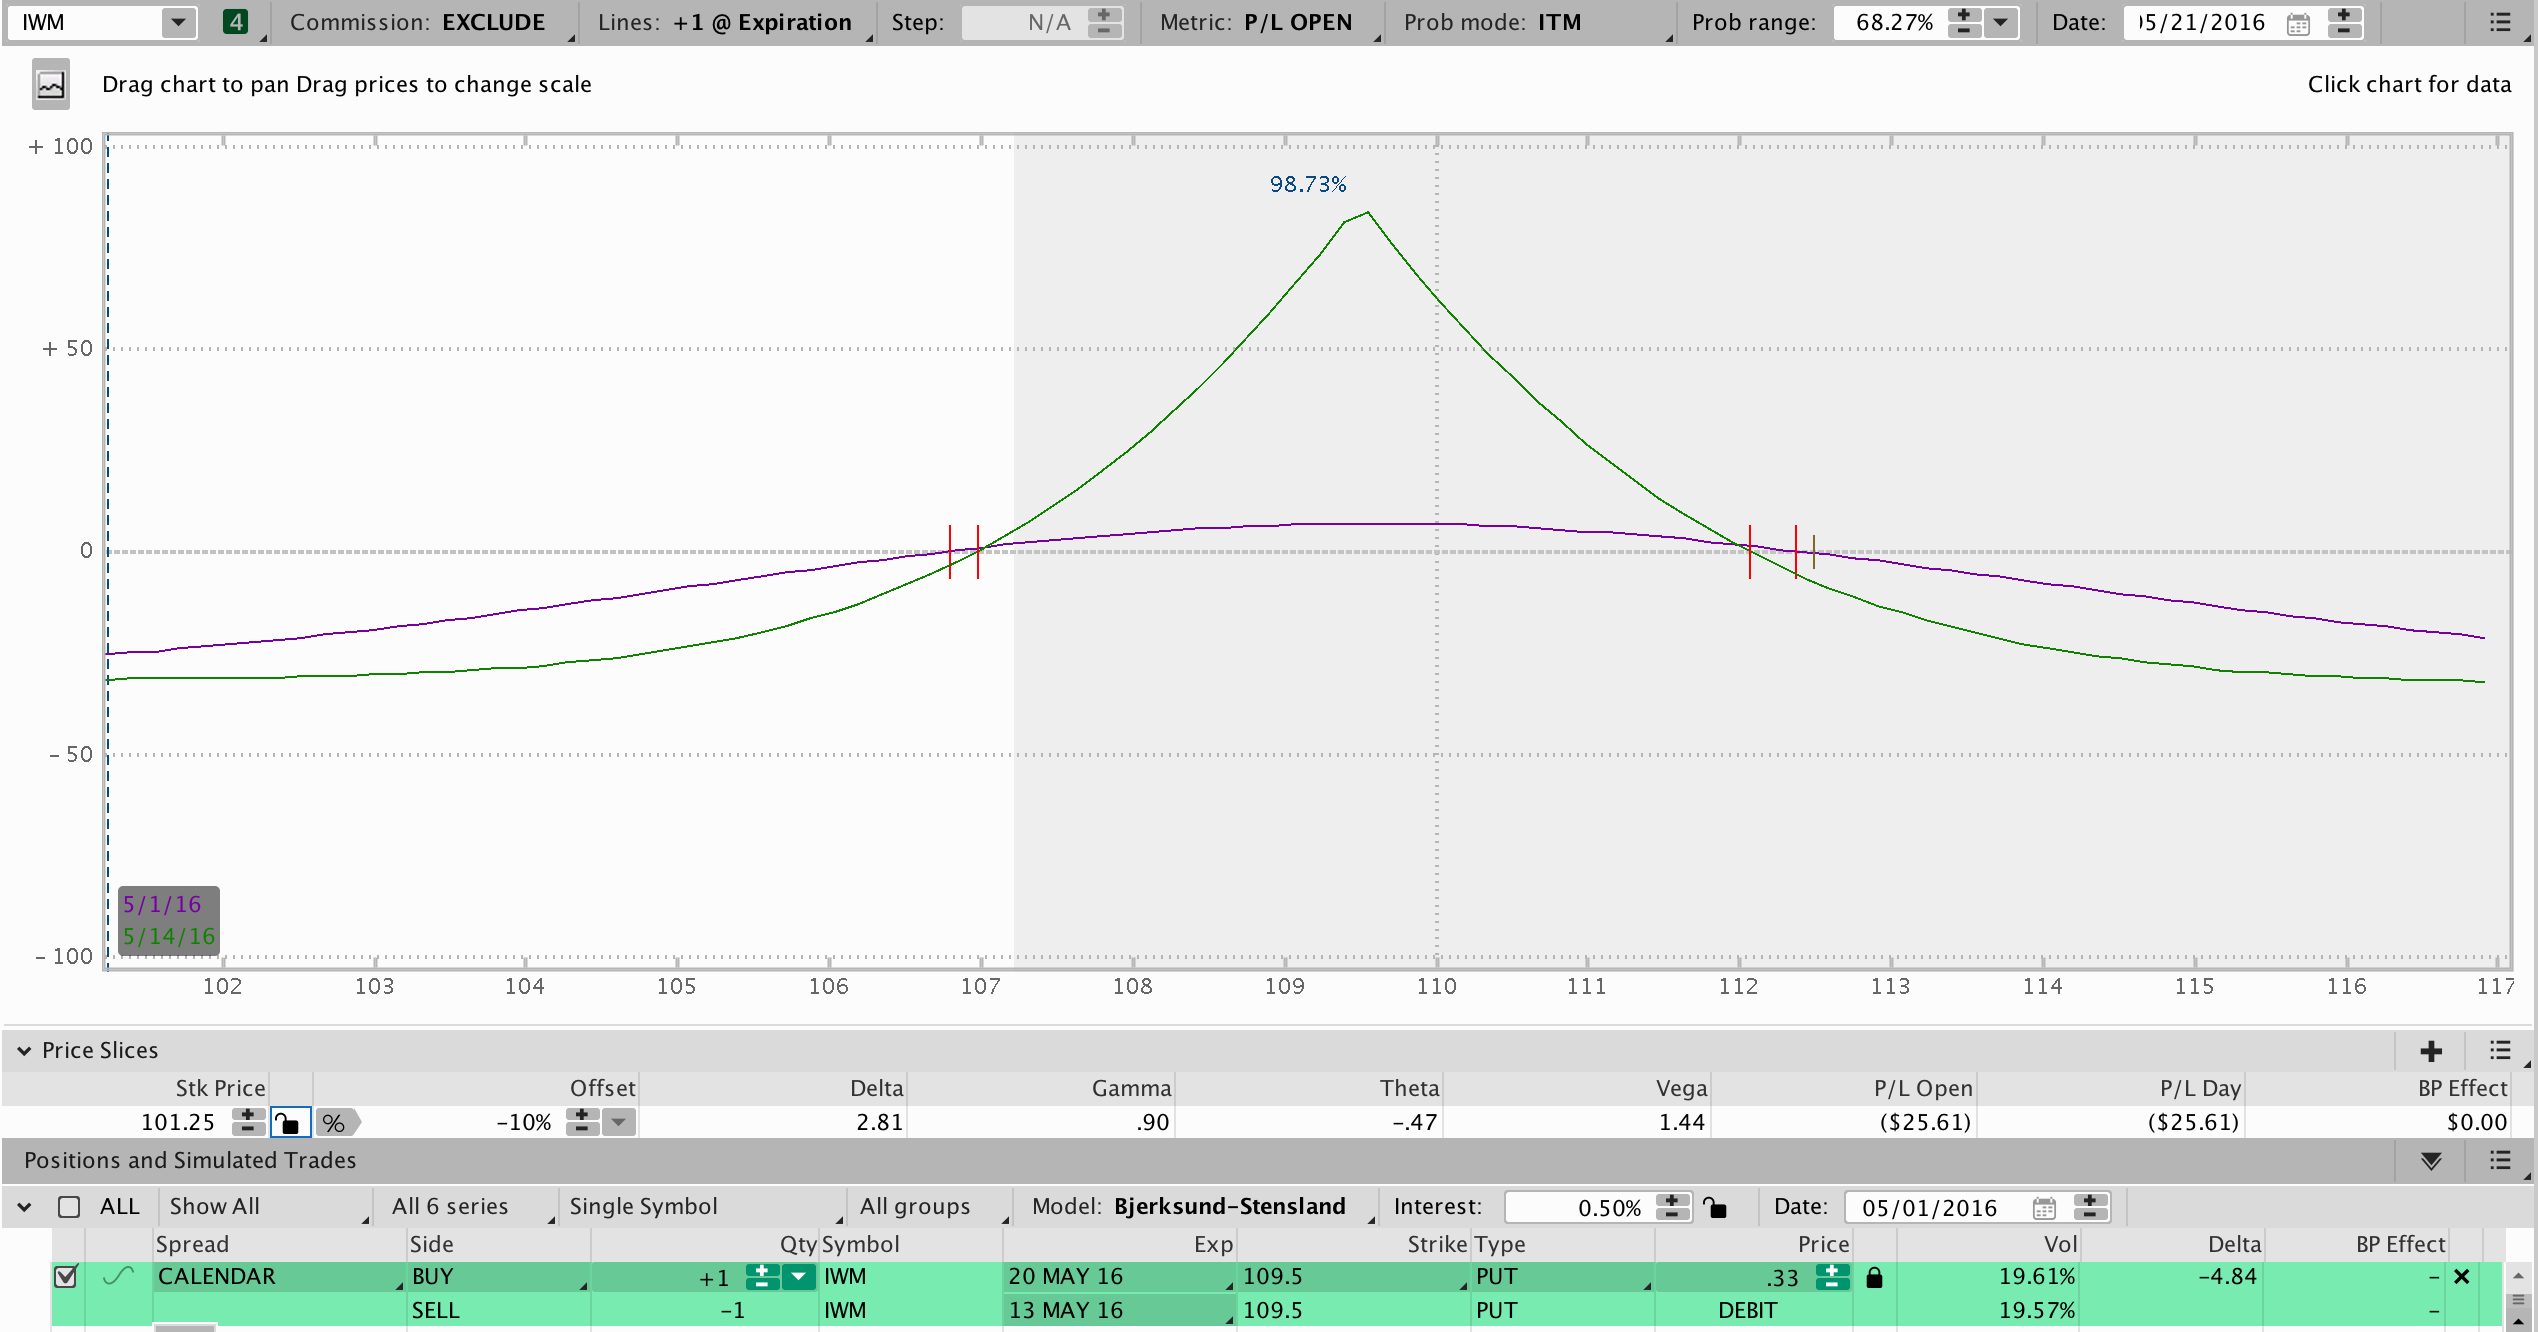 IWM 4 Commission: EXCLUDE Lines: +1 @ Expiration Step: N/A Metric: P/L OPEN Prob mode: ITM Prob range: 68.27% Date: 05/21/2016
Drag chart to pan Drag prices to change scale Click chart for data
+ 100
98.73%
+ 50
0
- 50
5/1/16
5/14/16
- 100
102 103 104 105 106 107 108 109 110 111 112 113 114 115 116 117
Price Slices
Stk Price Offset Delta Gamma Theta Vega P/L Open P/L Day BP Effect
101.25 % -10% 2.81 .90 -.47 1.44 ($25.61) ($25.61) $0.00
Positions and Simulated Trades
ALL Show All All 6 series Single Symbol All groups Model: Bjerksund-Stensland Interest: 0.50% Date: 05/01/2016
Spread Side Qty Symbol Exp Strike Type Price Vol Delta BP Effect
CALENDAR BUY +1 IWM 20 MAY 16 109.5 PUT .33 19.61% -4.84 -
SELL -1 IWM 13 MAY 16 109.5 PUT DEBIT 19.57% -